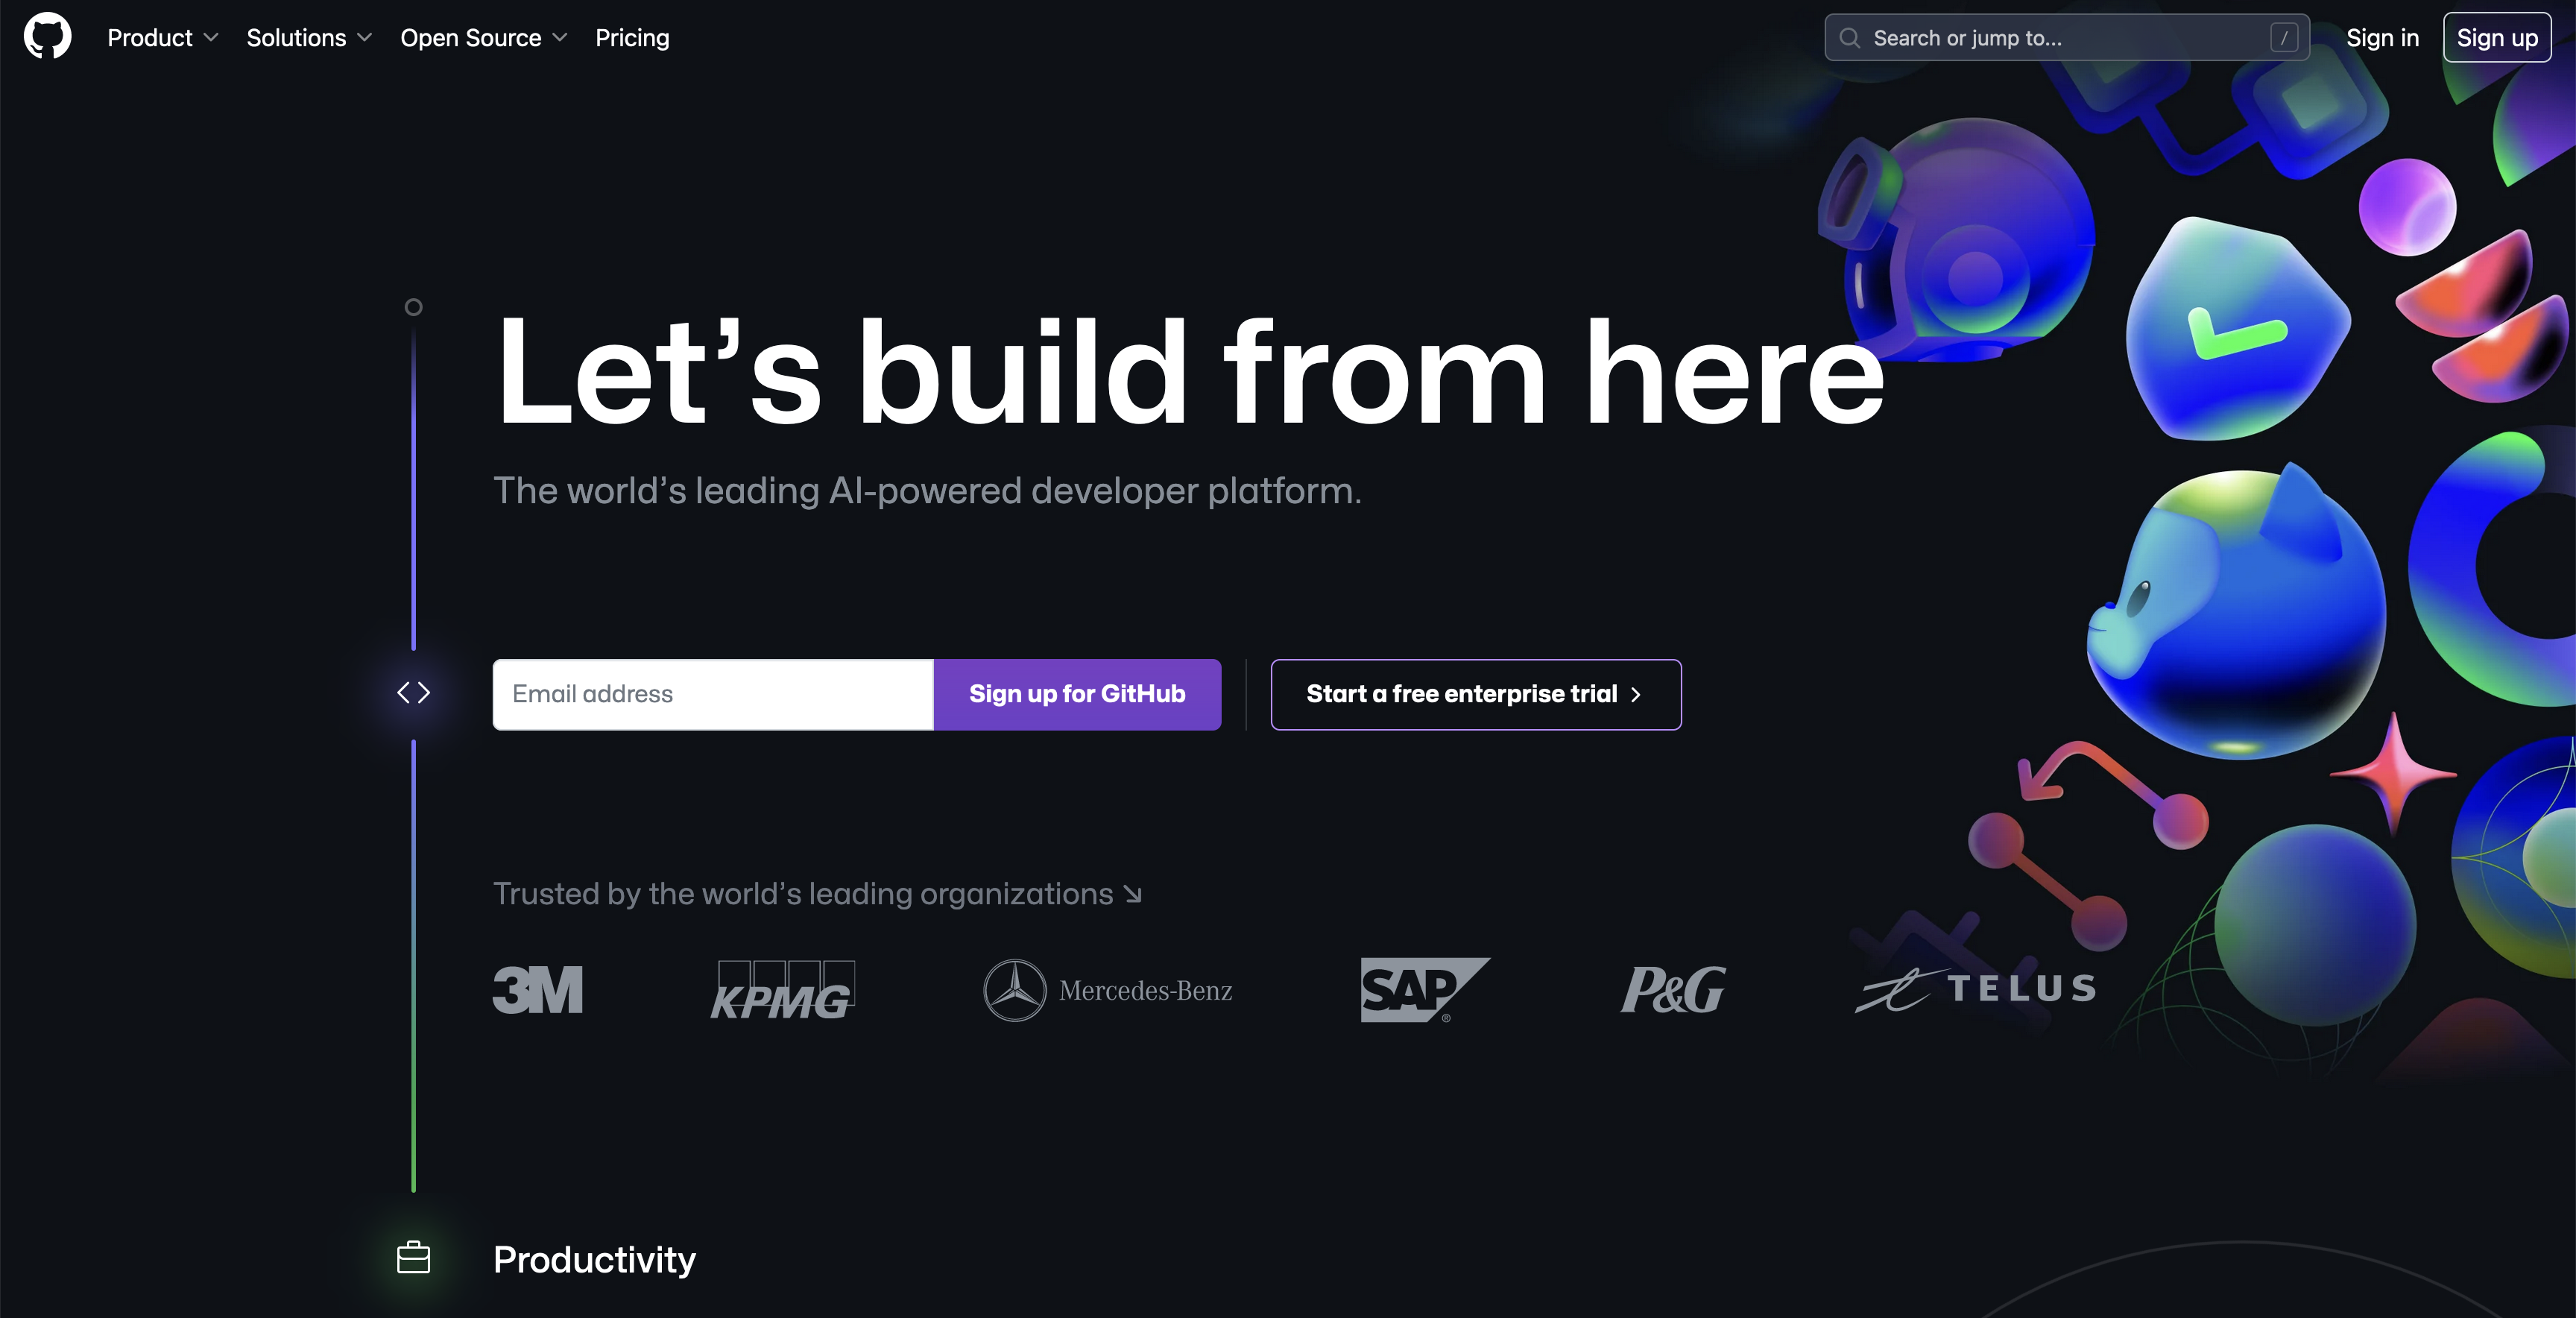 Product
Solutions
Open Source
Pricing
Search or jump to...
/
Sign in
Sign up
Let’s build from here
The world’s leading AI-powered developer platform.
Email address
Sign up for GitHub
Start a free enterprise trial
Trusted by the world’s leading organizations
3M
KPMG
Mercedes-Benz
SAP®
P&G
TELUS
Productivity